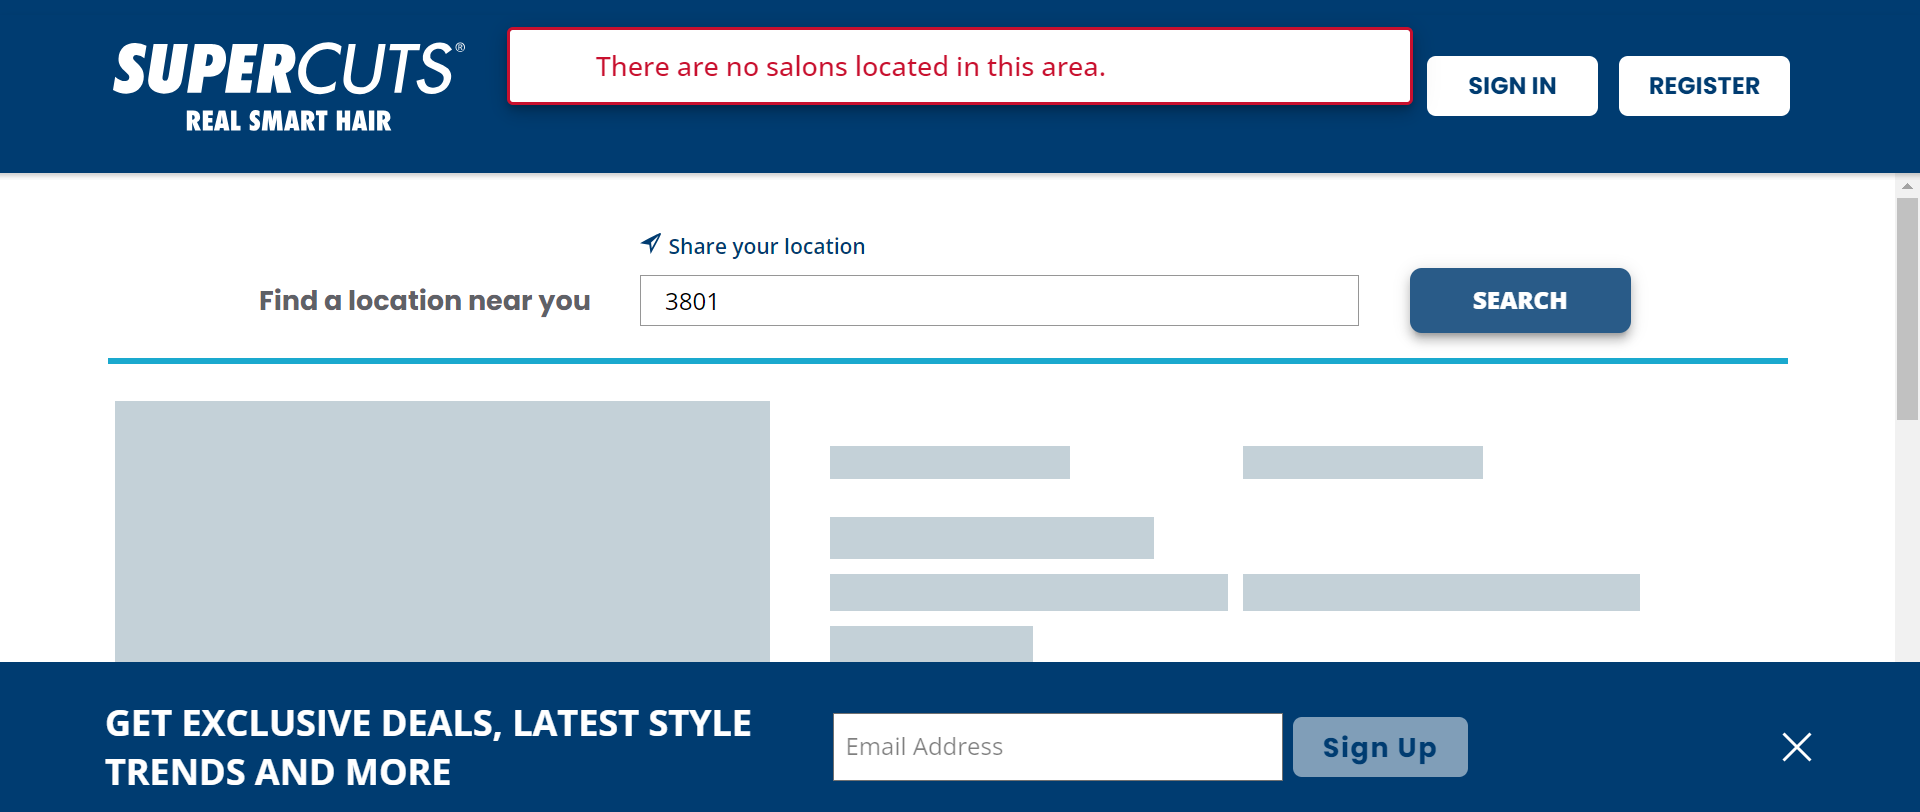 SUPERCUTS®
REAL SMART HAIR
There are no salons located in this area.
SIGN IN
REGISTER
Share your location
Find a location near you
3801
SEARCH
GET EXCLUSIVE DEALS, LATEST STYLE
TRENDS AND MORE
Email Address
Sign Up